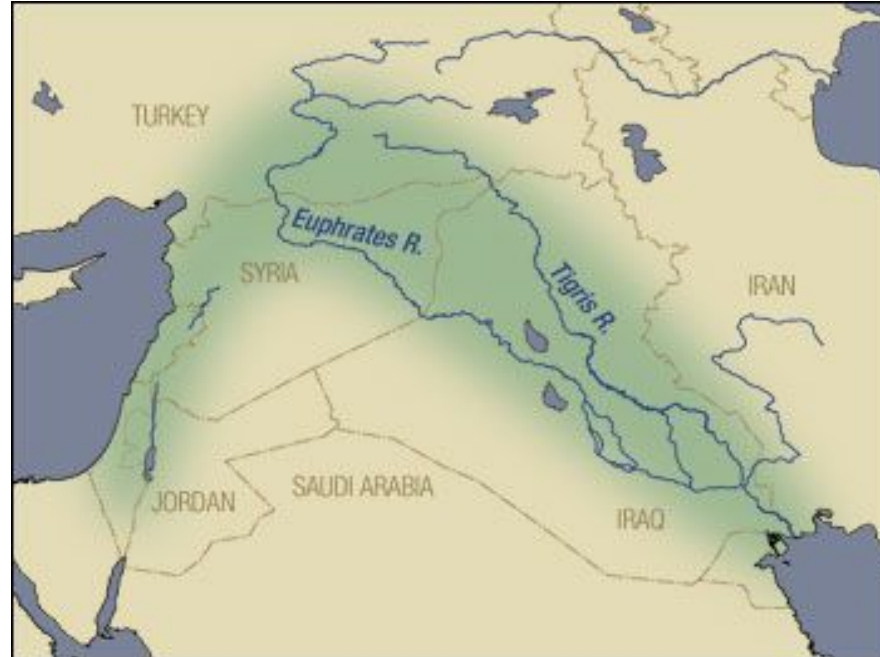 TURKEY
Euphrates R.
SYRIA
Tigris R.
IRAN
JORDAN
SAUDI ARABIA
IRAQ